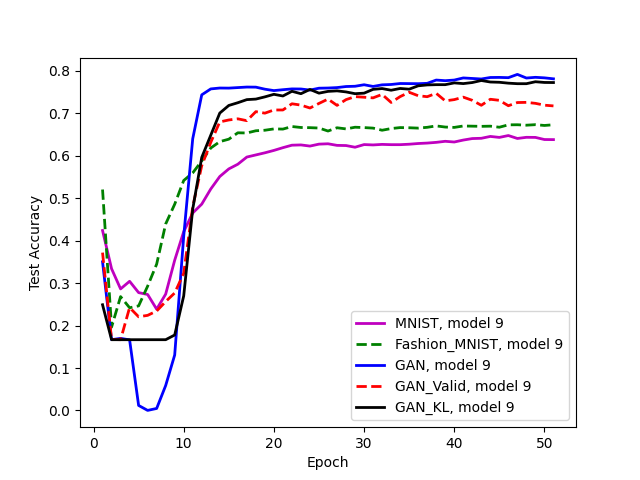 0.8
0.7
0.6
0.5
0.4
0.3
0.2
0.1
0.0
Test Accuracy
MNIST, model 9
Fashion_MNIST, model 9
GAN, model 9
GAN_Valid, model 9
GAN_KL, model 9
0 10 20 30 40 50
Epoch